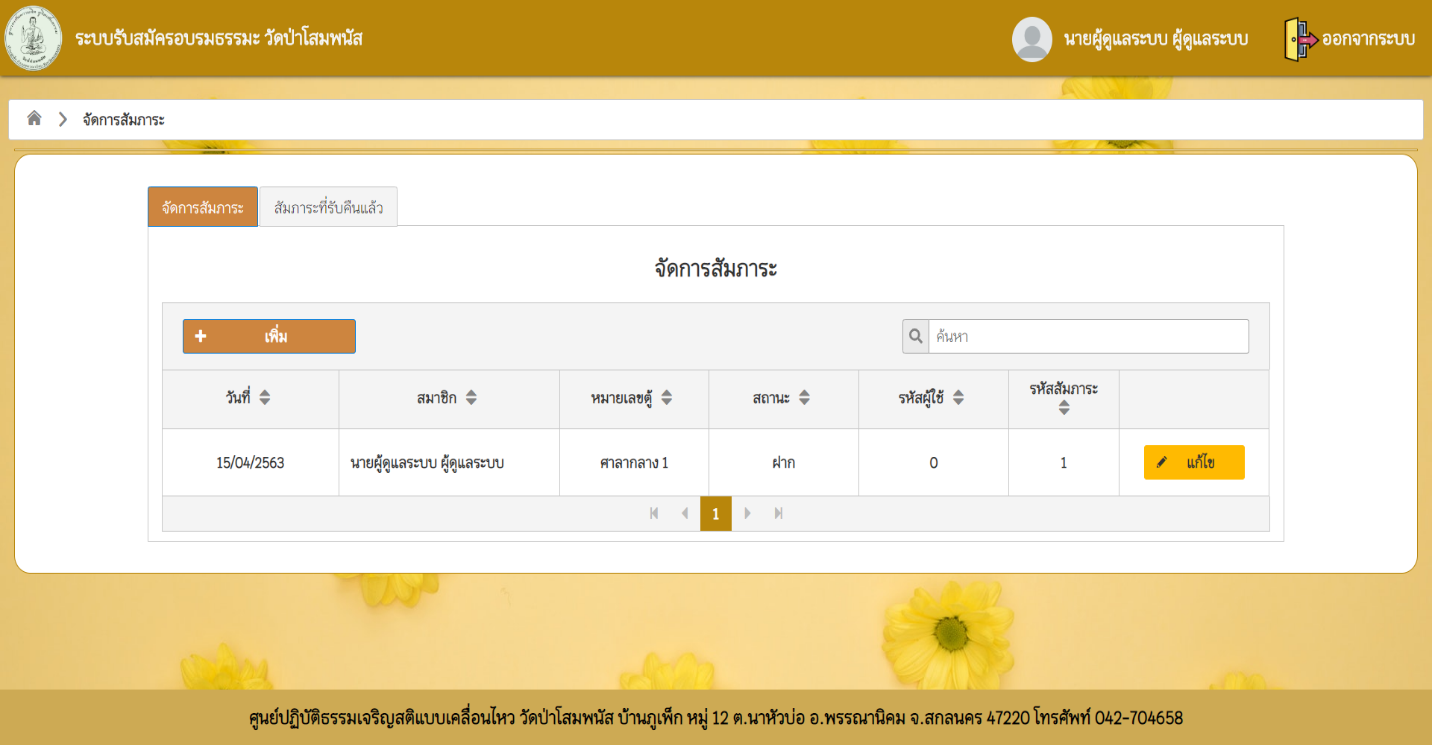 ระบบรับสมัครอบรมธรรมะ วัดป่าโสมพนัส
นายผู้ดูแลระบบ ผู้ดูแลระบบ
ออกจากระบบ
จัดการสัมภาระ
จัดการสัมภาระ สัมภาระที่รับคืนแล้ว
จัดการสัมภาระ
เพิ่ม
ค้นหา
วันที่ สมาชิก หมายเลขตู้ สถานะ รหัสผู้ใช้ รหัสสัมภาระ
15/04/2563 นายผู้ดูแลระบบ ผู้ดูแลระบบ ศาลากลาง 1 ฝาก 0 1 แก้ไข
1
ศูนย์ปฏิบัติธรรมเจริญสติแบบเคลื่อนไหว วัดป่าโสมพนัส บ้านภูเพ็ก หมู่ 12 ต.นาหัวบ่อ อ.พรรณานิคม จ.สกลนคร 47220 โทรศัพท์ 042-704658